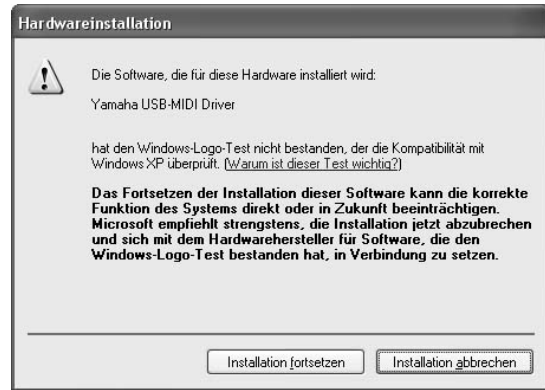 Hardwareinstallation
Die Software, die für diese Hardware installiert wird:
Yamaha USB-MIDI Driver
hat den Windows-Logo-Test nicht bestanden, der die Kompatibilität mit
Windows XP überprüft. (Warum ist dieser Test wichtig?)
Das Fortsetzen der Installation dieser Software kann die korrekte
Funktion des Systems direkt oder in Zukunft beeinträchtigen.
Microsoft empfiehlt strengstens, die Installation jetzt abzubrechen
und sich mit dem Hardwarehersteller für Software, die den
Windows-Logo-Test bestanden hat, in Verbindung zu setzen.
Installation fortsetzen Installation abbrechen